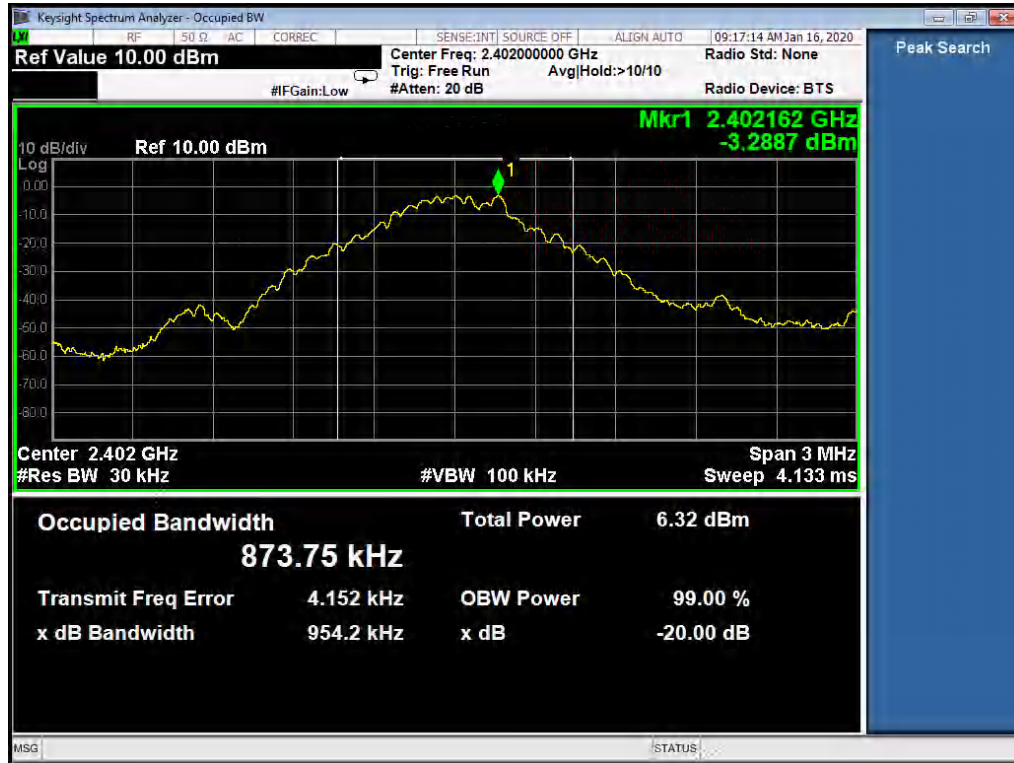 Keysight Spectrum Analyzer - Occupied BW
LXI RF 50 Ω AC CORREC SENSE:INT SOURCE OFF ALIGN AUTO 09:17:14 AM Jan 16, 2020
Ref Value 10.00 dBm
Center Freq: 2.402000000 GHz Radio Std: None
Trig: Free Run Avg|Hold:>10/10
#IFGain:Low #Atten: 20 dB Radio Device: BTS
Peak Search
Mkr1 2.402162 GHz
10 dB/div Ref 10.00 dBm -3.2887 dBm
Log
1
0.00
-10.0
-20.0
-30.0
-40.0
-50.0
-60.0
-70.0
-80.0
Center 2.402 GHz Span 3 MHz
#Res BW 30 kHz #VBW 100 kHz Sweep 4.133 ms
Occupied Bandwidth Total Power 6.32 dBm
873.75 kHz
Transmit Freq Error 4.152 kHz OBW Power 99.00 %
x dB Bandwidth 954.2 kHz x dB -20.00 dB
MSG STATUS